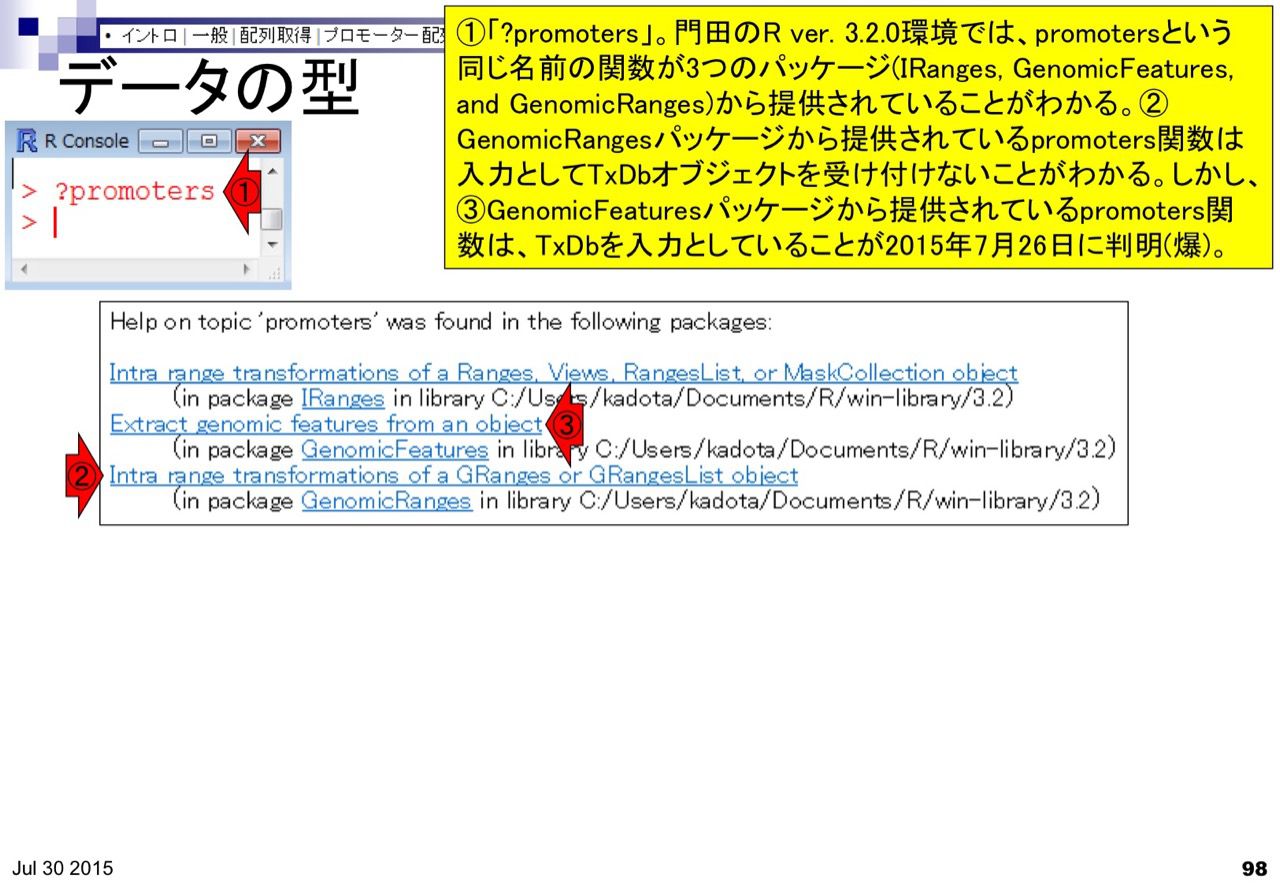 • イントロ | 一般 | 配列取得 | プロモーター配
データの型
①「?promoters」。門田のR ver. 3.2.0環境では、promotersという
同じ名前の関数が3つのパッケージ(IRanges, GenomicFeatures,
and GenomicRanges)から提供されていることがわかる。②
GenomicRangesパッケージから提供されているpromoters関数は
入力としてTxDbオブジェクトを受け付けないことがわかる。しかし、
③GenomicFeaturesパッケージから提供されているpromoters関
数は、TxDbを入力としていることが2015年7月26日に判明(爆)。
R Console
> ?promoters
①
>
Help on topic 'promoters' was found in the following packages:
Intra range transformations of a Ranges, Views, RangesList, or MaskCollection object
(in package IRanges in library C:/Users/kadota/Documents/R/win-library/3.2)
Extract genomic features from an object
③
(in package GenomicFeatures in library C:/Users/kadota/Documents/R/win-library/3.2)
②
Intra range transformations of a GRanges or GRangesList object
(in package GenomicRanges in library C:/Users/kadota/Documents/R/win-library/3.2)
Jul 30 2015
98